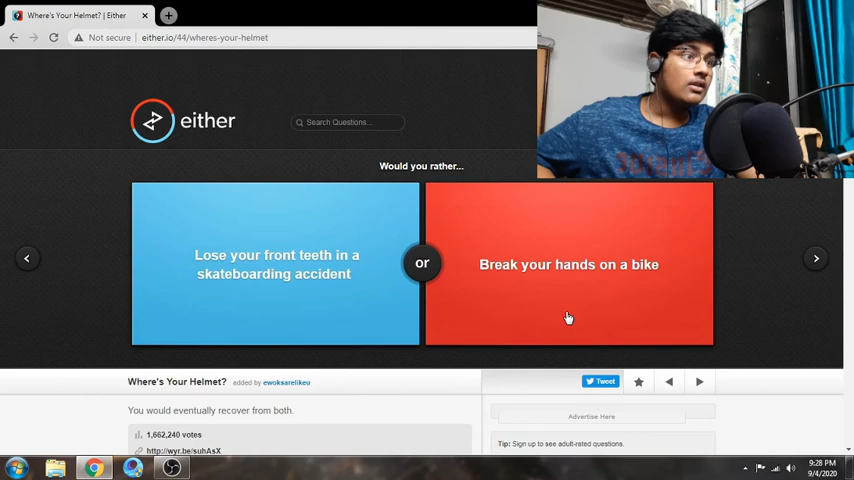 Where's Your Helmet? | Either
Not secure
either.io/44/wheres-your-helmet
either
Search Questions...
Would you rather...
Lose your front teeth in a
skateboarding accident
or
Break your hands on a bike
Where's Your Helmet? added by ewoksarelikeu
Tweet
You would eventually recover from both.
Advertise Here
1,662,240 votes
Tip: Sign up to see adult-rated questions.
http://wyr.be/suhAsX
9:28 PM
9/4/2020